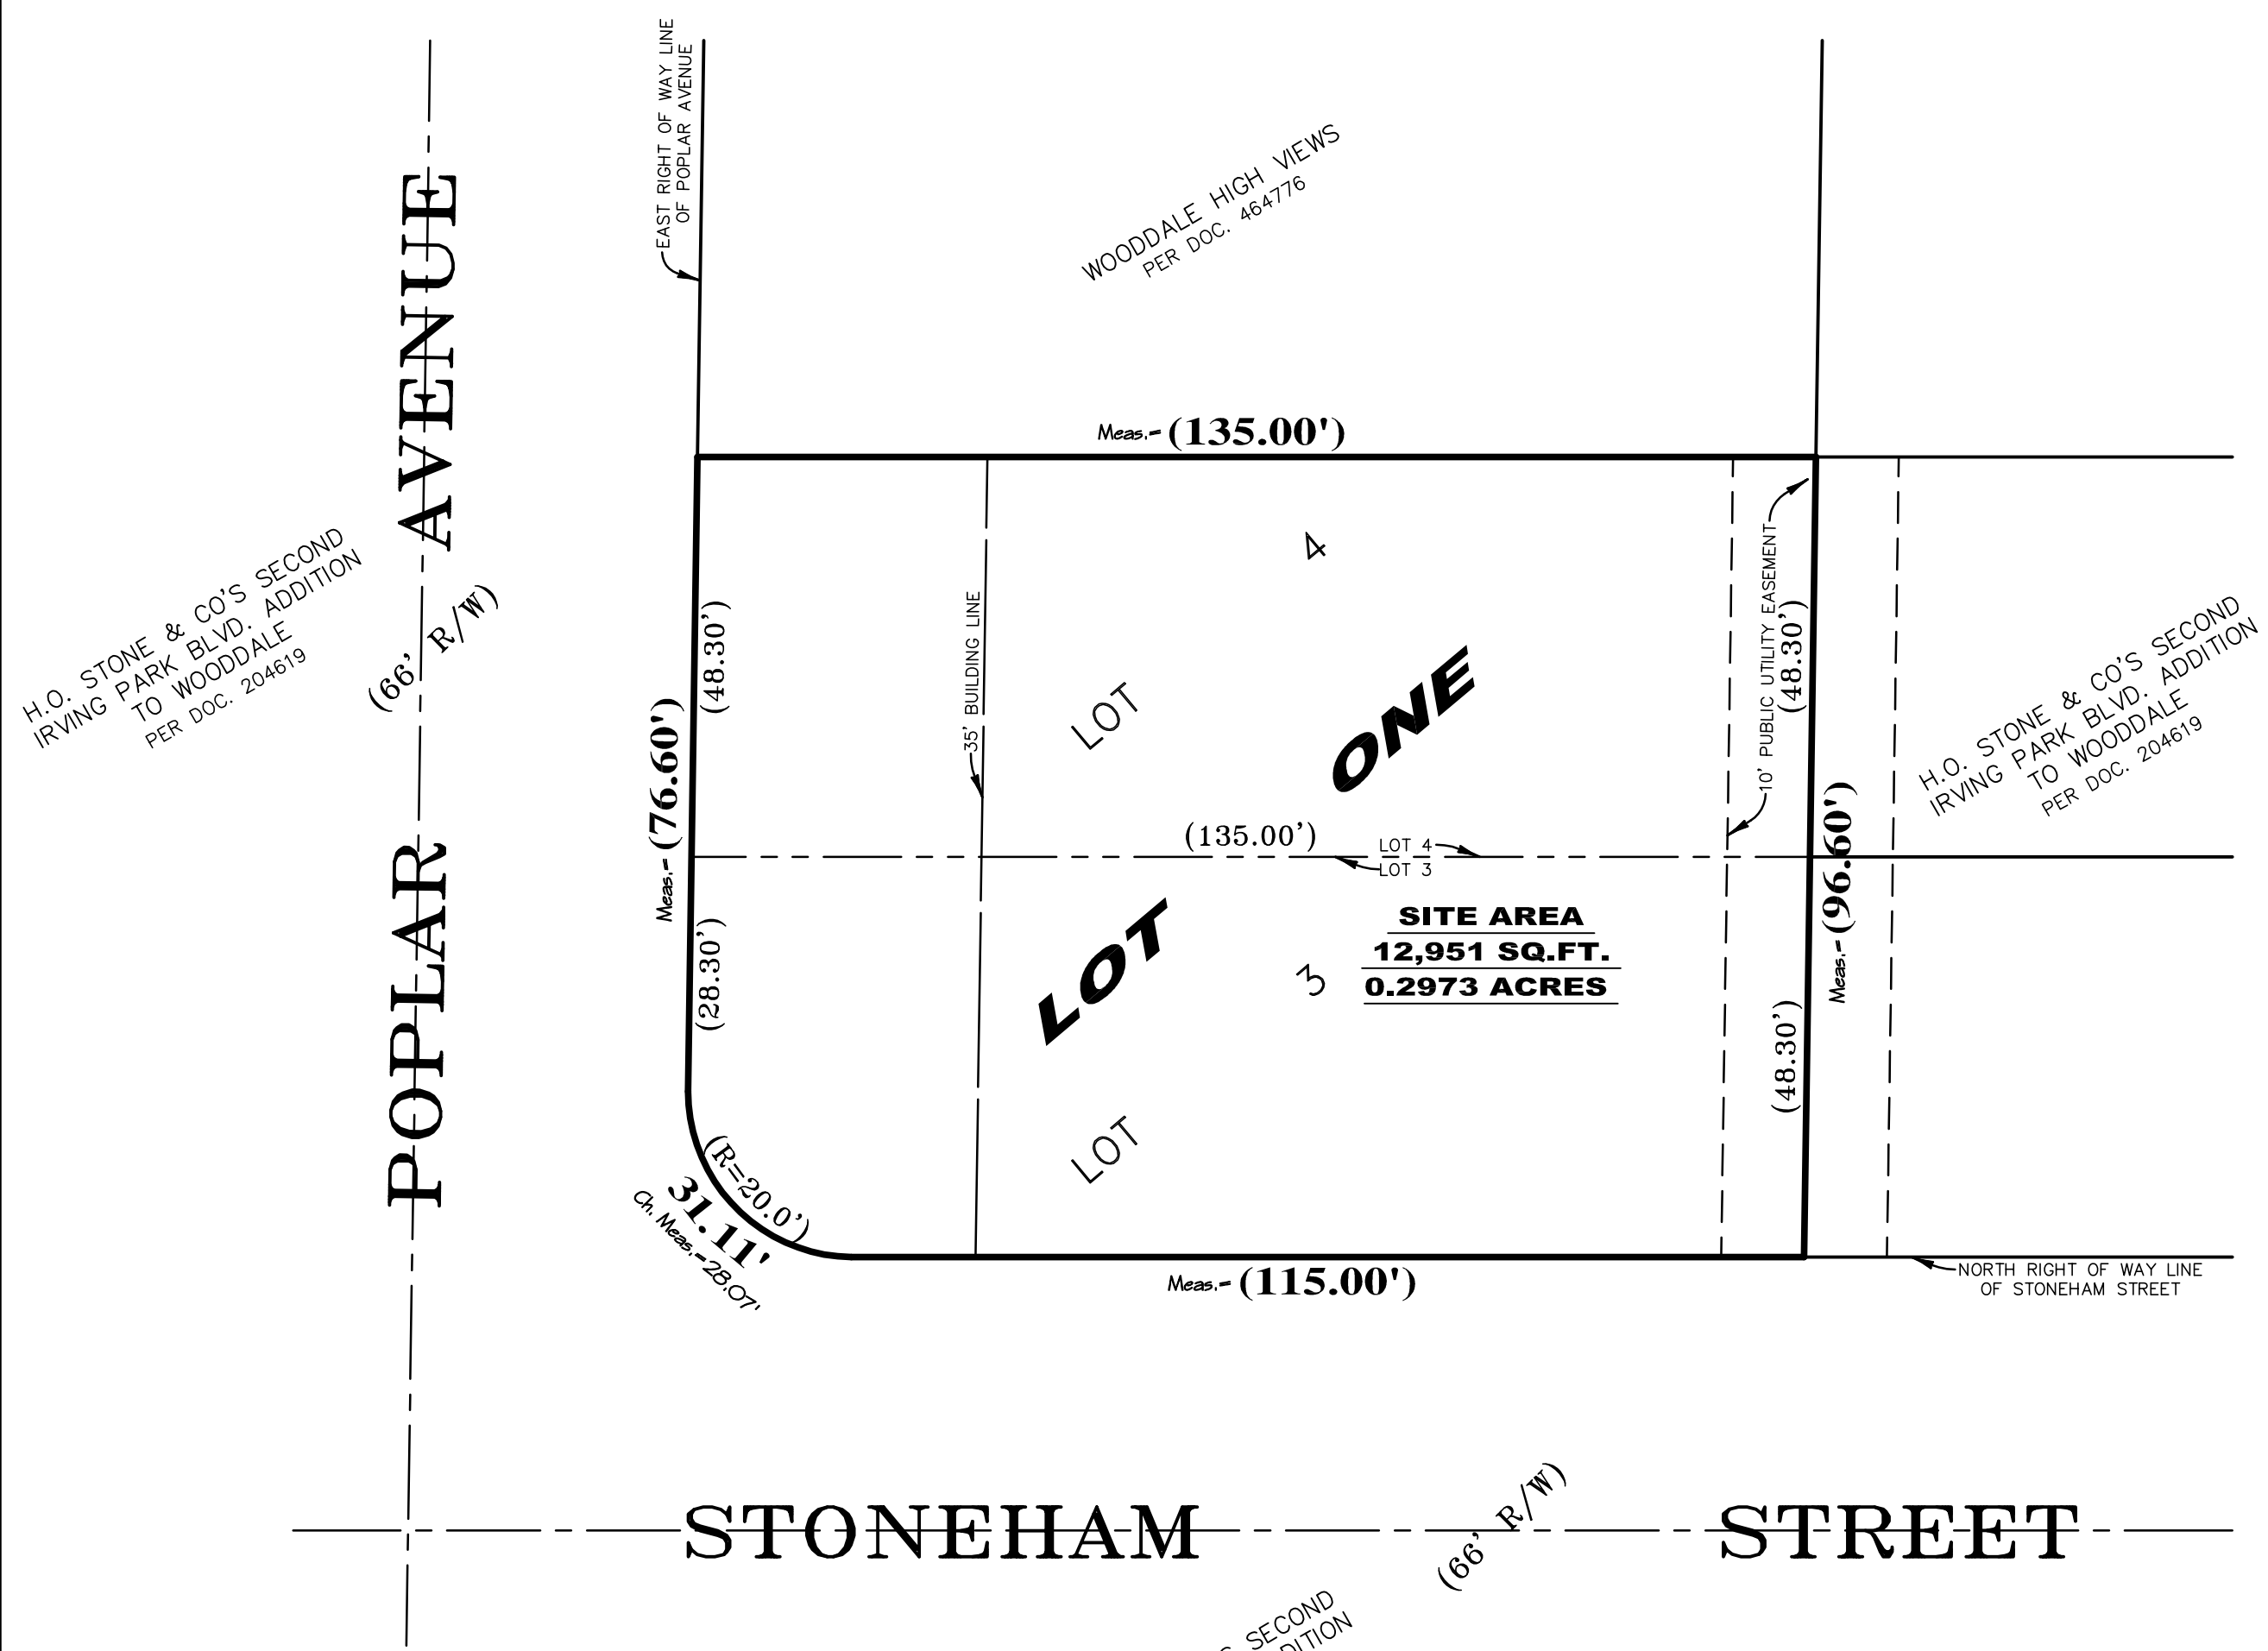 EAST RIGHT OF WAY LINE
OF POPLAR AVENUE
WOODDALE HIGH VIEWS
PER DOC. 464776
POPLAR AVENUE
(66' R/W)
H.O. STONE & CO'S SECOND
IRVING PARK BLVD. ADDITION
TO WOODDALE
PER DOC. 204619
Meas.- (135.00')
(48.30')
35' BUILDING LINE
LOT 4
LOT ONE
10' PUBLIC UTILITY EASEMENT
(48.30')
H.O. STONE & CO'S SECOND
IRVING PARK BLVD. ADDITION
TO WOODDALE
PER DOC. 204619
Meas.- (76.60')
(135.00')
LOT 4
LOT 3
Meas.- (96.60')
(28.30')
SITE AREA
12,951 SQ.FT.
0.2973 ACRES
LOT 3
(48.30')
(R=20.0')
31.11'
Ch. Meas.-28.07'
Meas.- (115.00')
NORTH RIGHT OF WAY LINE
OF STONEHAM STREET
STONEHAM STREET
(66' R/W)
SECOND